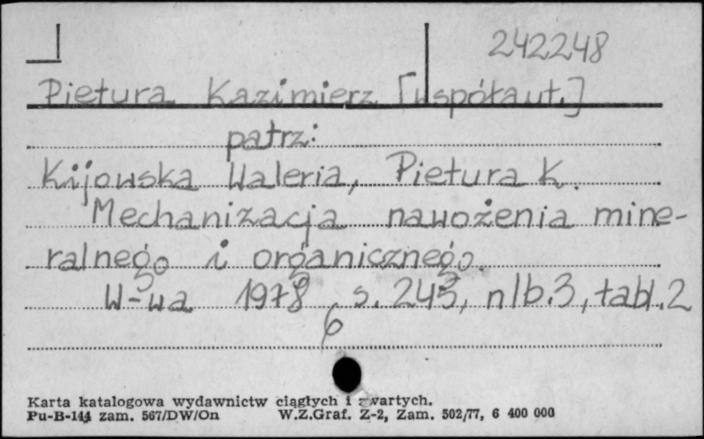 242248
Pietura Kazimierz [współaut.]
patrz:
Kijowska Waleria, Pietura K.
Mechanizacja nawożenia mine-
ralnego i organicznego.
W-wa 1978 s. 243, nlb.3, tabl.2
6
Karta katalogowa wydawnictw ciągłych i zwartych.
Pu-B-144 zam. 567/DW/On W.Z.Graf. Z-2, Zam. 502/77, 6 400 000